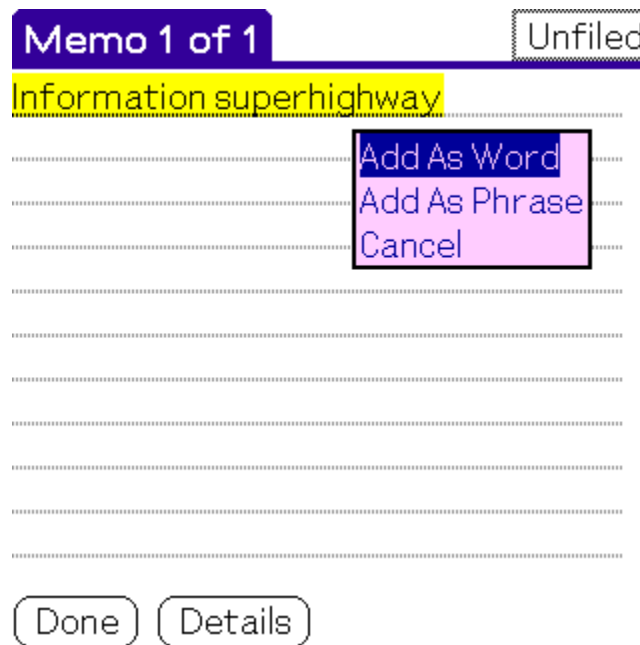 Memo 1 of 1
Unfiled
Information superhighway
Add As Word
Add As Phrase
Cancel
Done
Details